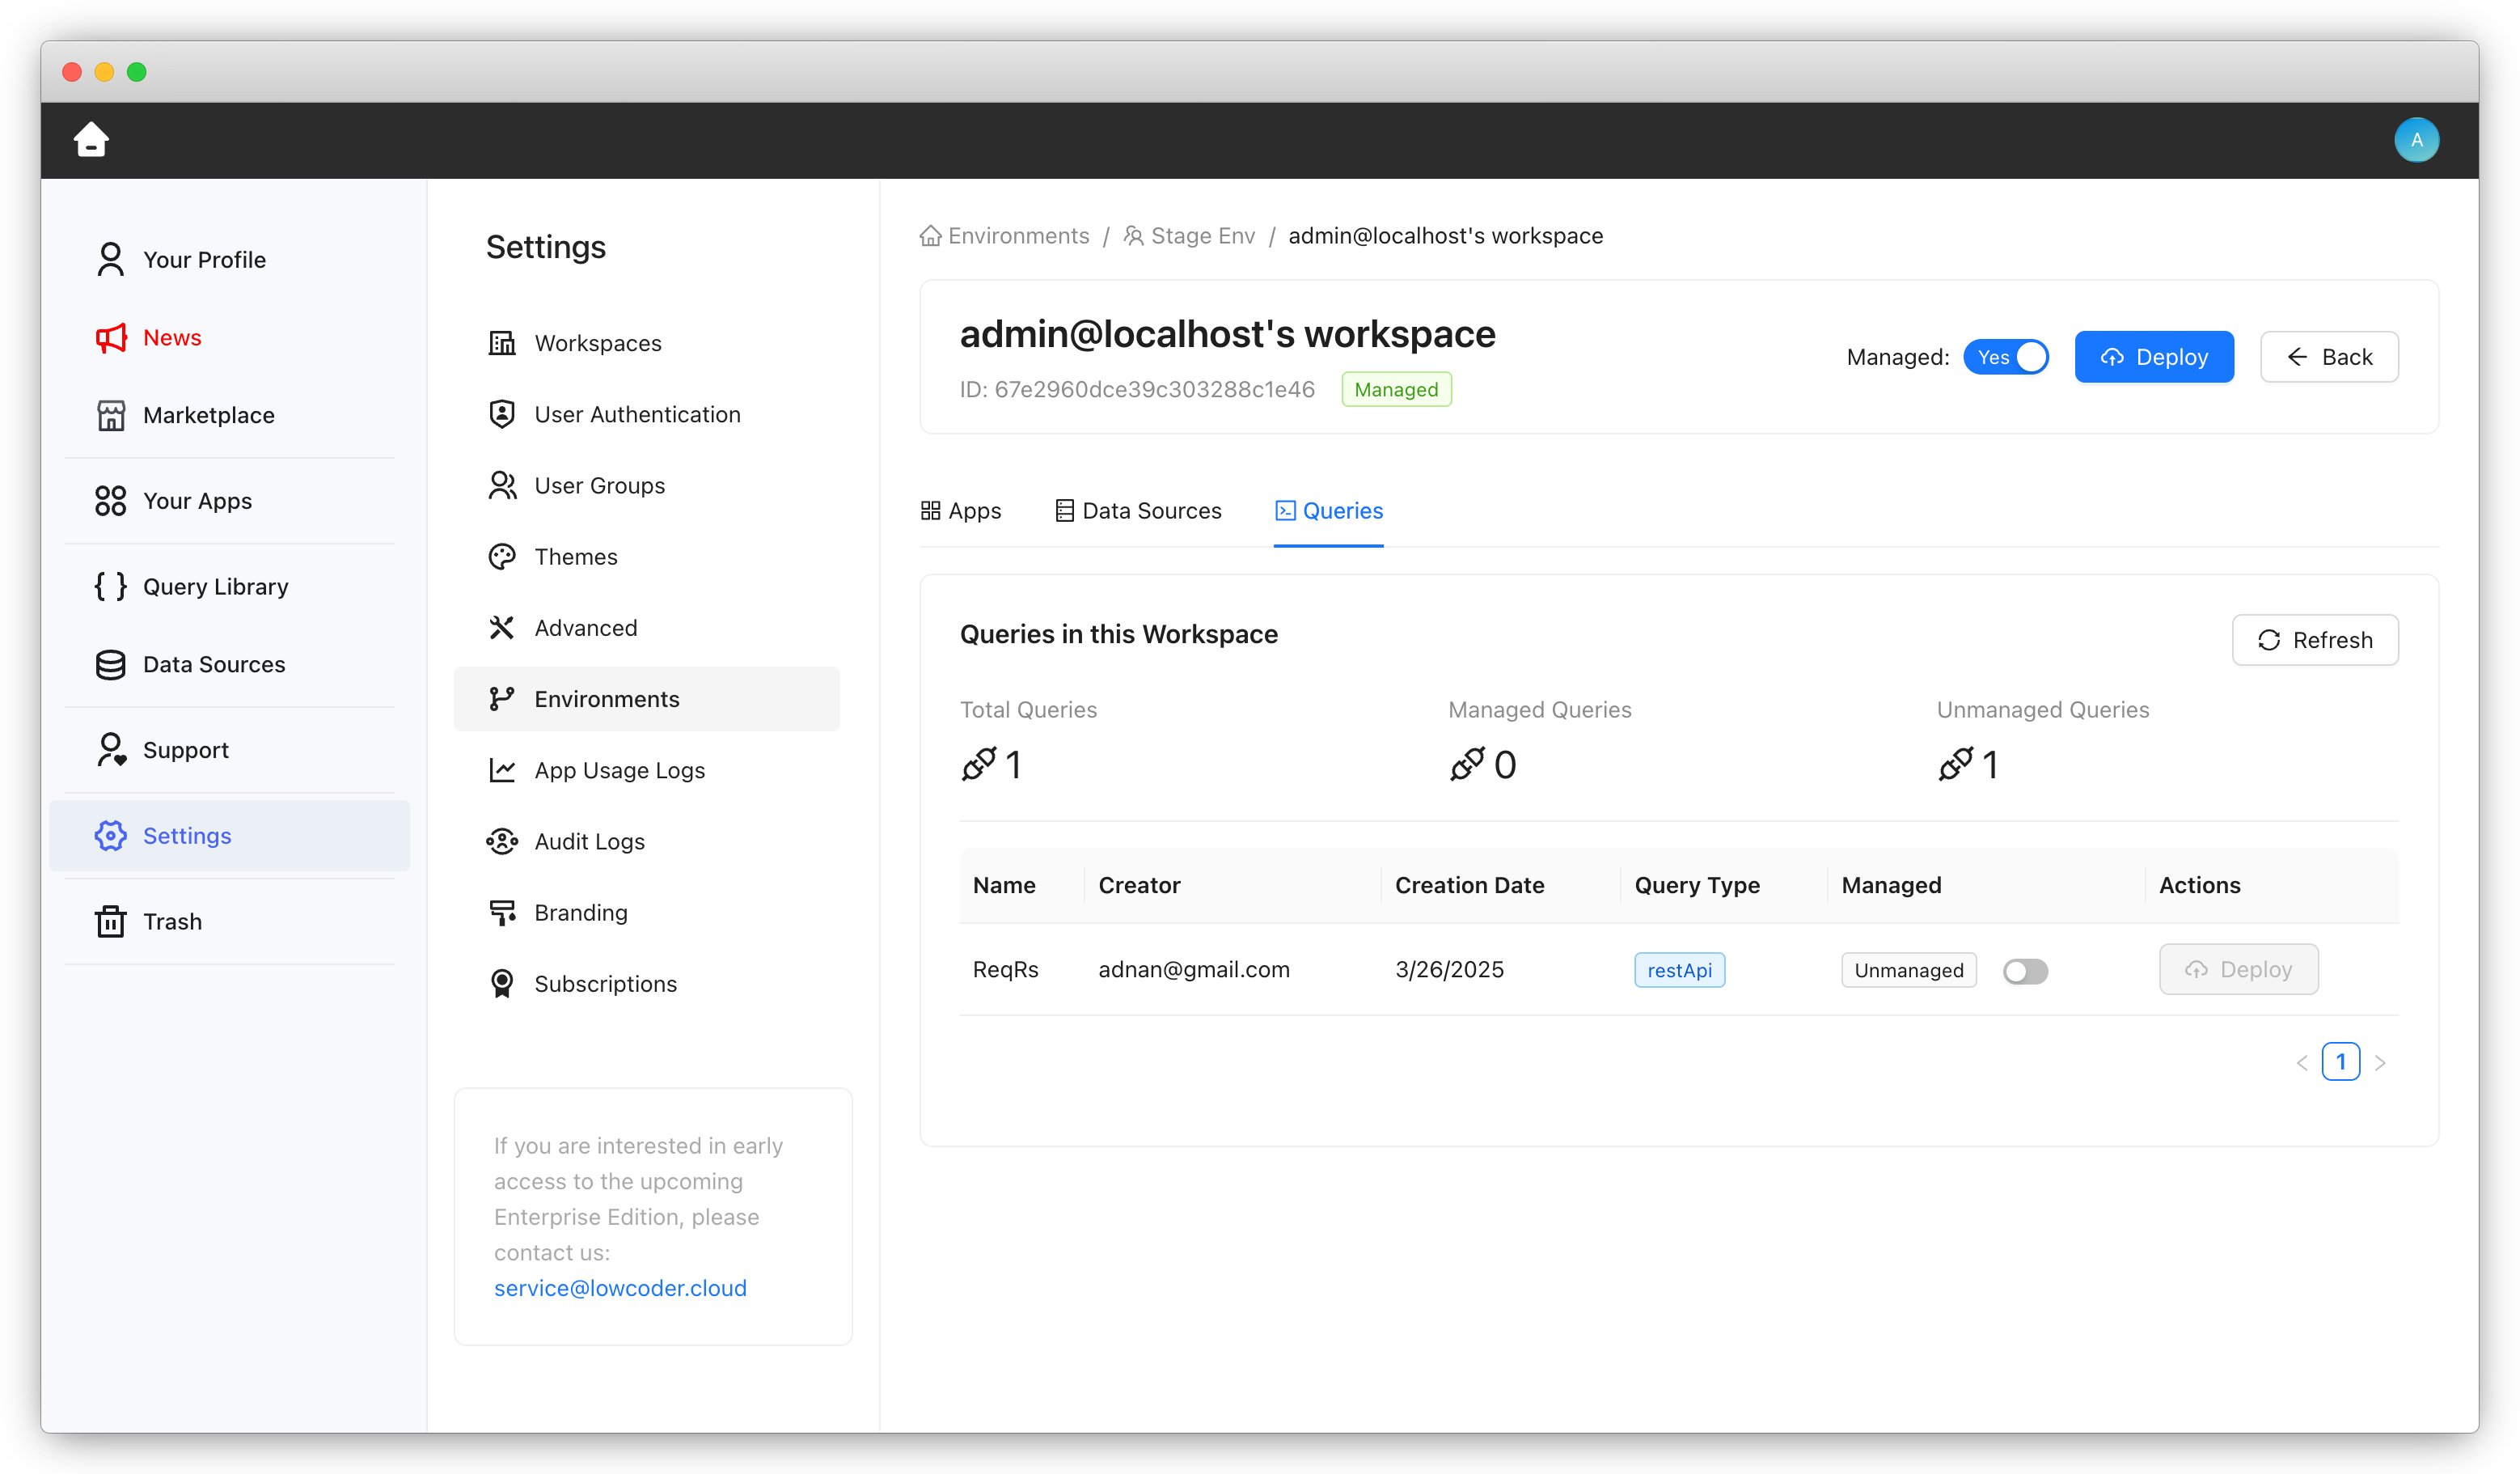 A
Your Profile
News
Marketplace
Your Apps
Query Library
Data Sources
Support
Settings
Trash
Settings
Workspaces
User Authentication
User Groups
Themes
Advanced
Environments
App Usage Logs
Audit Logs
Branding
Subscriptions
If you are interested in early
access to the upcoming
Enterprise Edition, please
contact us:
service@lowcoder.cloud
Environments / Stage Env / admin@localhost's workspace
admin@localhost's workspace
ID: 67e2960dce39c303288c1e46 Managed
Managed: Yes Deploy Back
Apps Data Sources Queries
Queries in this Workspace
Refresh
Total Queries Managed Queries Unmanaged Queries
1 0 1
Name Creator Creation Date Query Type Managed Actions
ReqRs adnan@gmail.com 3/26/2025 restApi Unmanaged Deploy
< 1 >